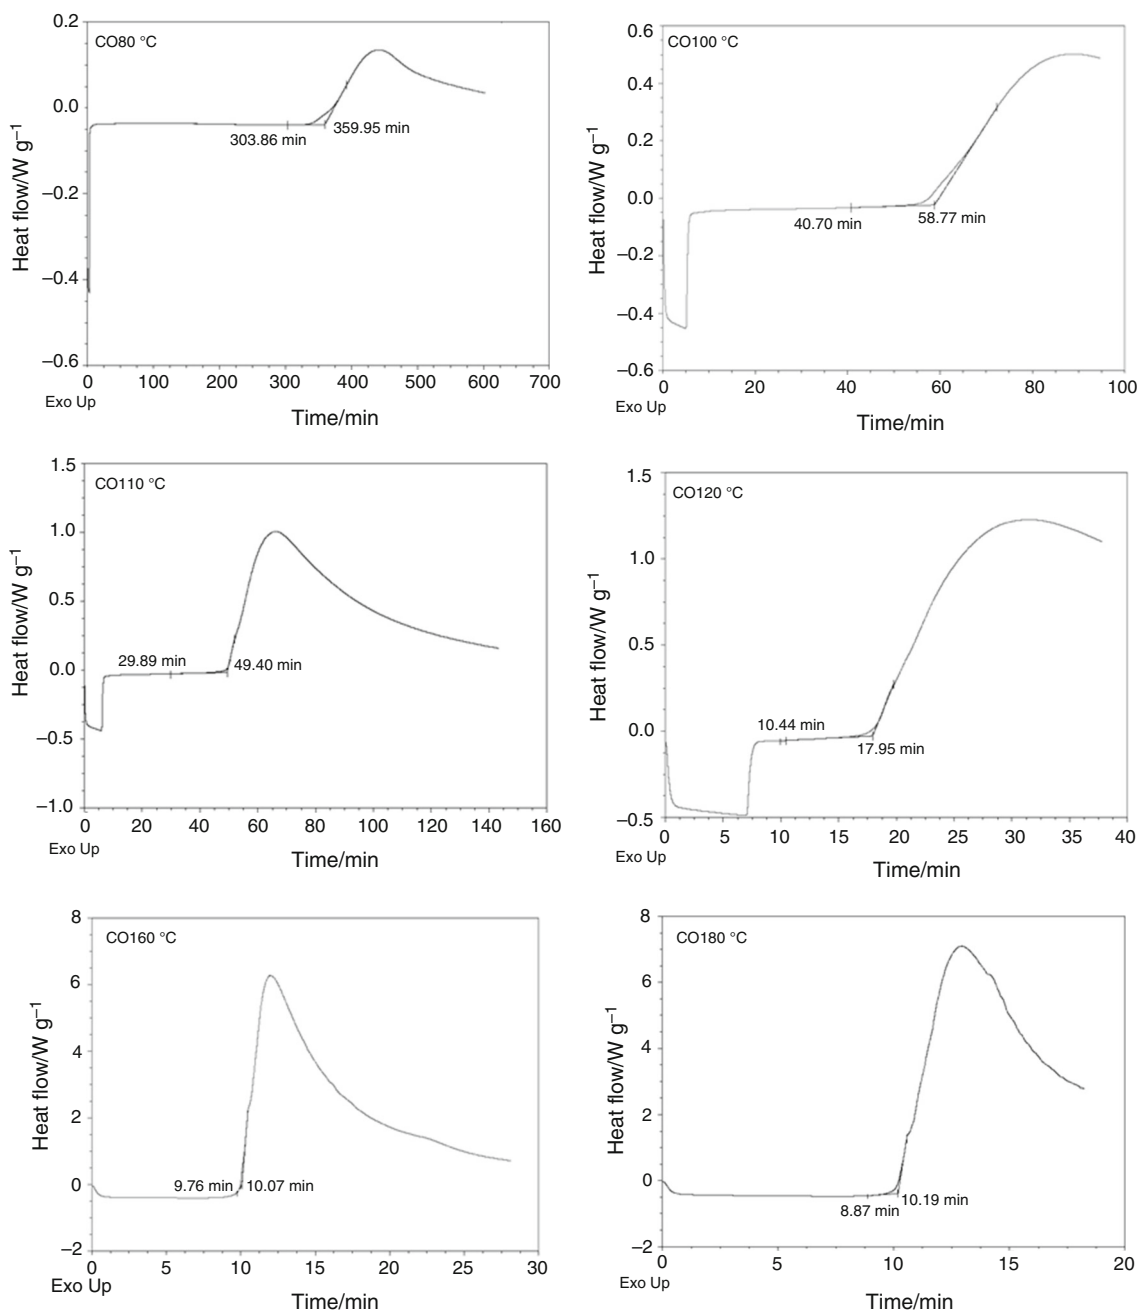 CO80 °C
0.2
0.0
–0.2
–0.4
–0.6
Heat flow/W g–1
303.86 min
359.95 min
0 100 200 300 400 500 600 700
Exo Up
Time/min
CO100 °C
0.6
0.4
0.2
0.0
–0.2
–0.4
–0.6
Heat flow/W g–1
40.70 min
58.77 min
0 20 40 60 80 100
Exo Up
Time/min
CO110 °C
1.5
1.0
0.5
0.0
–0.5
–1.0
Heat flow/W g–1
29.89 min
49.40 min
0 20 40 60 80 100 120 140 160
Exo Up
Time/min
CO120 °C
1.5
1.0
0.5
0.0
–0.5
Heat flow/W g–1
10.44 min
17.95 min
0 5 10 15 20 25 30 35 40
Exo Up
Time/min
CO160 °C
8
6
4
2
0
–2
Heat flow/W g–1
9.76 min
10.07 min
0 5 10 15 20 25 30
Exo Up
Time/min
CO180 °C
8
6
4
2
0
–2
Heat flow/W g–1
8.87 min
10.19 min
0 5 10 15 20
Exo Up
Time/min